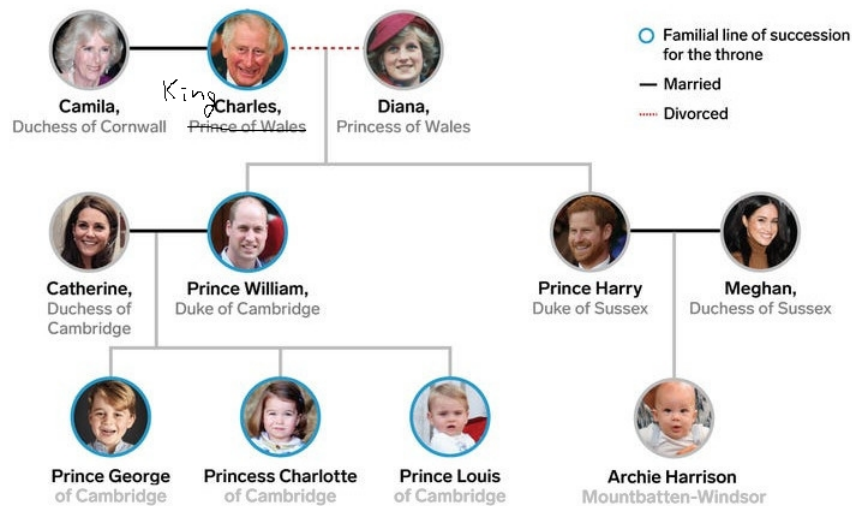 Familial line of succession
for the throne
Married
Divorced
Camila,
Duchess of Cornwall
King Charles,
Prince of Wales
Diana,
Princess of Wales
Catherine,
Duchess of
Cambridge
Prince William,
Duke of Cambridge
Prince Harry
Duke of Sussex
Meghan,
Duchess of Sussex
Prince George
of Cambridge
Princess Charlotte
of Cambridge
Prince Louis
of Cambridge
Archie Harrison
Mountbatten-Windsor